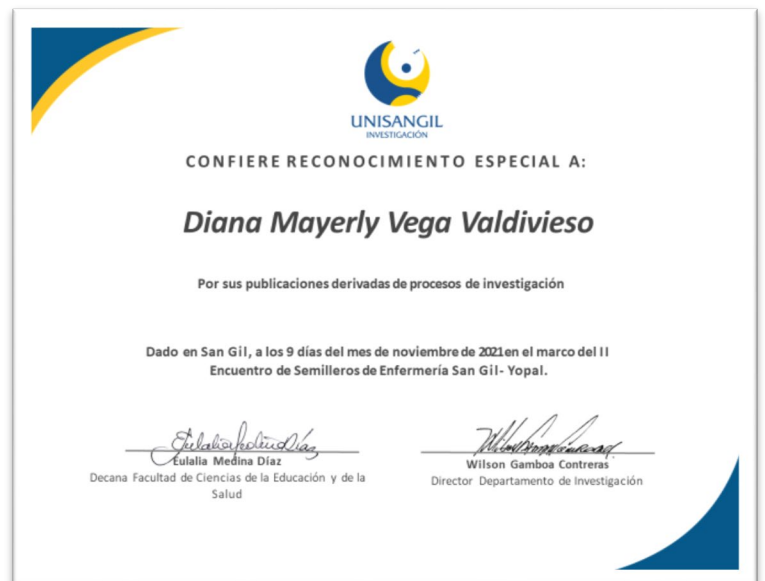 UNISANGIL
INVESTIGACIÓN
CONFIERE RECONOCIMIENTO ESPECIAL A:
Diana Mayerly Vega Valdivieso
Por sus publicaciones derivadas de procesos de investigación
Dado en San Gil, a los 9 días del mes de noviembre de 2021en el marco del II
Encuentro de Semilleros de Enfermería San Gil- Yopal.
Eulalia Medina Díaz
Decana Facultad de Ciencias de la Educación y de la
Salud
Wilson Gamboa Contreras
Director Departamento de Investigación